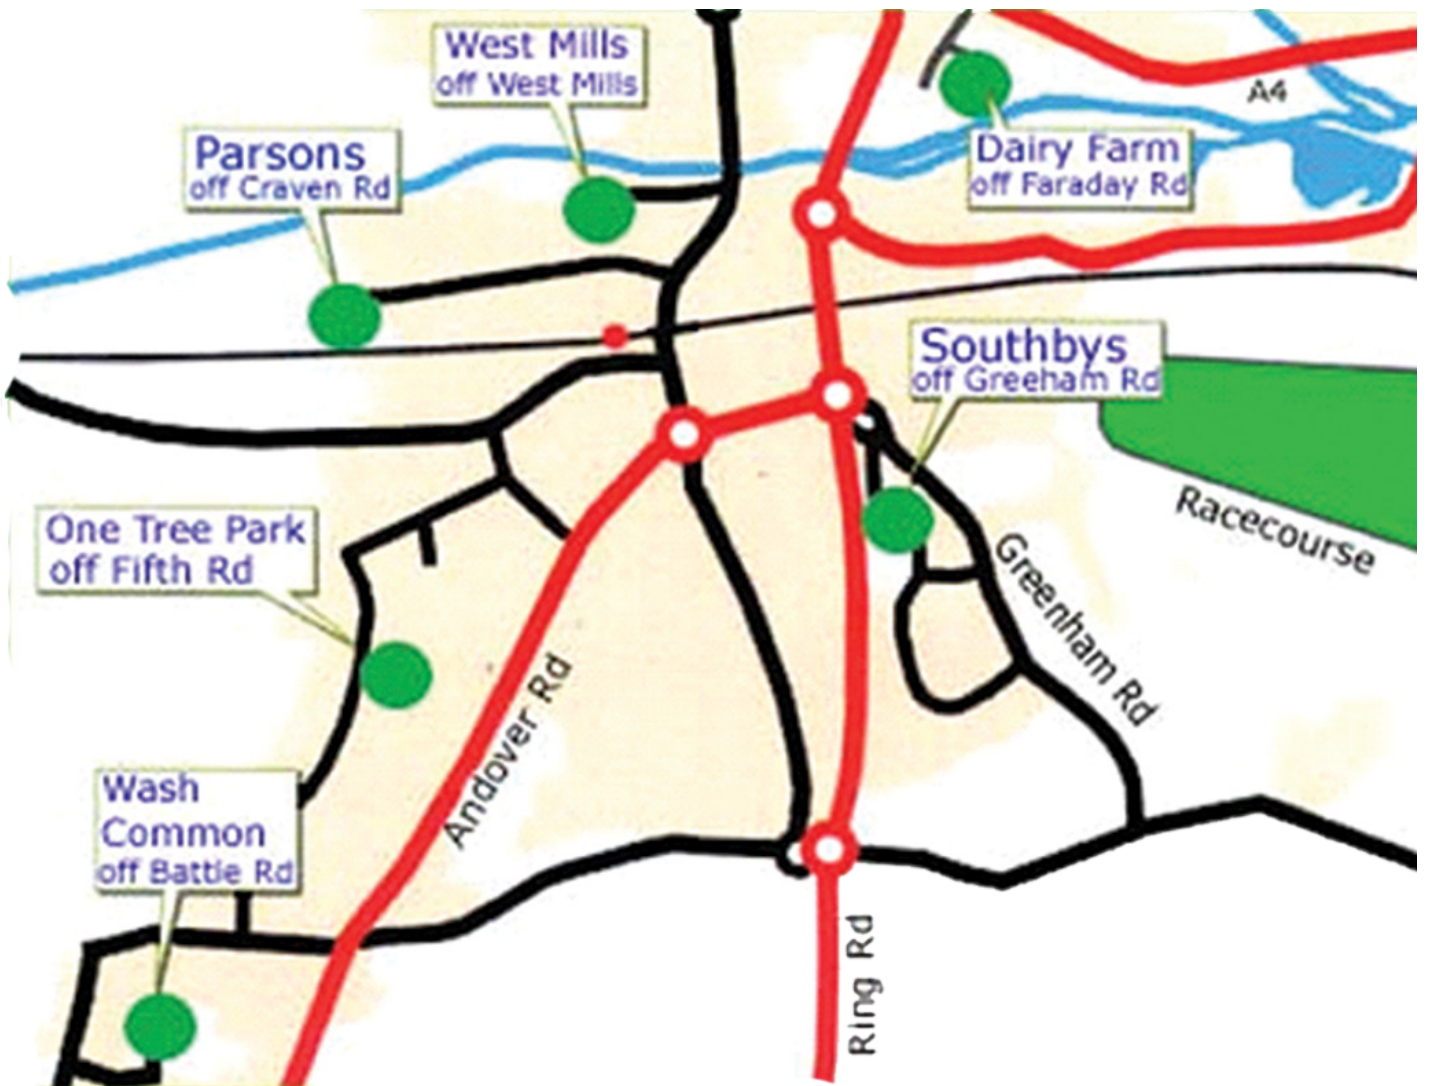 West Mills
off West Mills
A4
Parsons
off Craven Rd
Dairy Farm
off Faraday Rd
Southbys
off Greeham Rd
Racecourse
One Tree Park
off Fifth Rd
Greenham Rd
Andover Rd
Wash
Common
off Battle Rd
Ring Rd